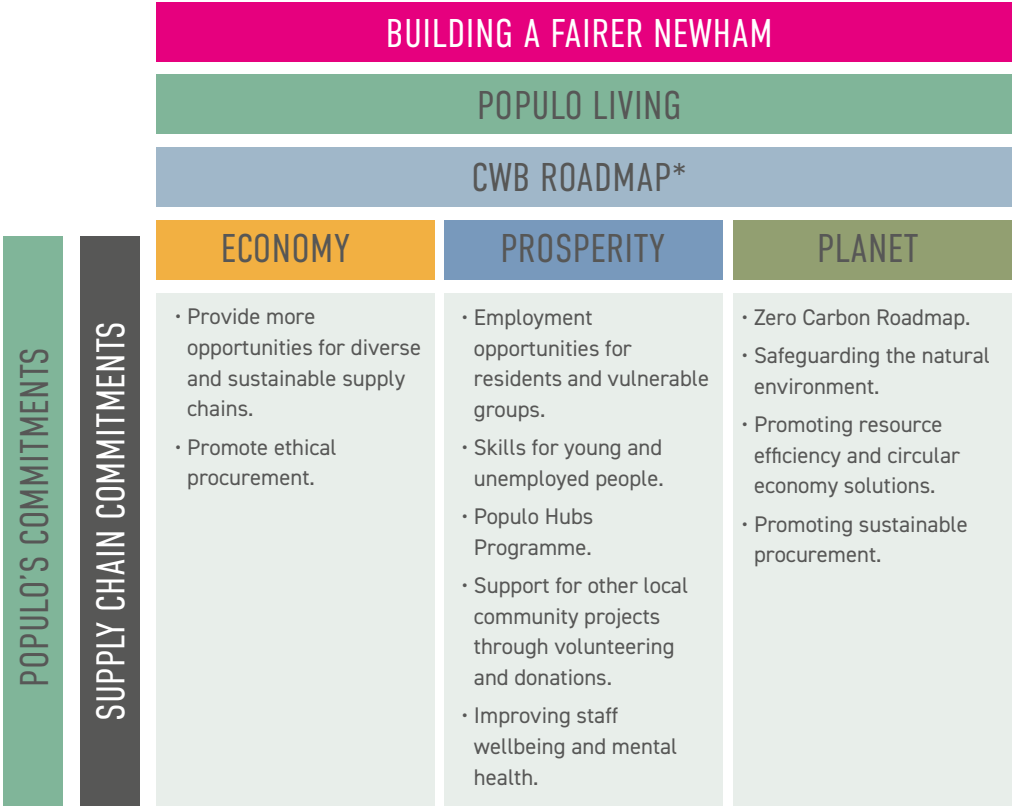 BUILDING A FAIRER NEWHAM
POPULO LIVING
CWB ROADMAP*
POPULO'S COMMITMENTS
SUPPLY CHAIN COMMITMENTS
ECONOMY
· Provide more
opportunities for diverse
and sustainable supply
chains.
· Promote ethical
procurement.
PROSPERITY
· Employment
opportunities for
residents and vulnerable
groups.
· Skills for young and
unemployed people.
· Populo Hubs
Programme.
· Support for other local
community projects
through volunteering
and donations.
· Improving staff
wellbeing and mental
health.
PLANET
· Zero Carbon Roadmap.
· Safeguarding the natural
environment.
· Promoting resource
efficiency and circular
economy solutions.
· Promoting sustainable
procurement.